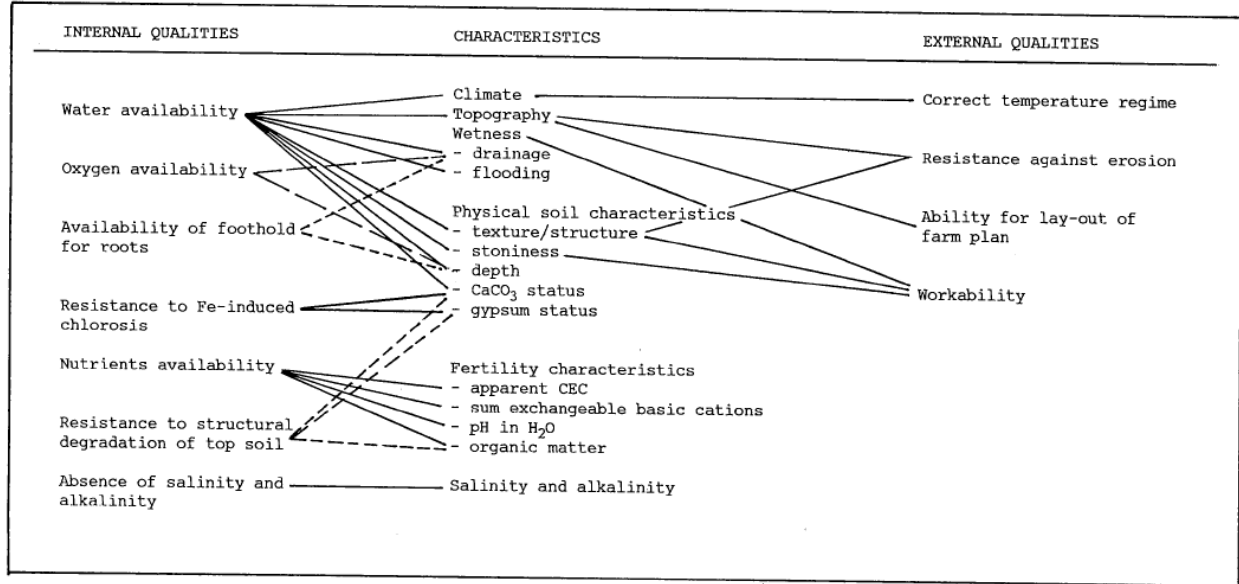 INTERNAL QUALITIES
CHARACTERISTICS
EXTERNAL QUALITIES
Water availability
Oxygen availability
Availability of foothold
for roots
Resistance to Fe-induced
chlorosis
Nutrients availability
Resistance to structural
degradation of top soil
Absence of salinity and
alkalinity
Climate
Topography
Wetness
- drainage
- flooding
Physical soil characteristics
- texture/structure
- stoniness
- depth
- CaCO₃ status
- gypsum status
Fertility characteristics
- apparent CEC
- sum exchangeable basic cations
- pH in H₂O
- organic matter
Salinity and alkalinity
Correct temperature regime
Resistance against erosion
Ability for lay-out of
farm plan
Workability